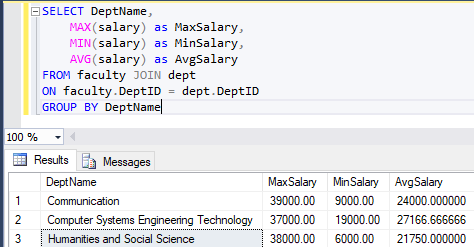 SELECT DeptName,
MAX(salary) as MaxSalary,
MIN(salary) as MinSalary,
AVG(salary) as AvgSalary
FROM faculty JOIN dept
ON faculty.DeptID = dept.DeptID
GROUP BY DeptName
100 %
Results Messages
DeptName MaxSalary MinSalary AvgSalary
1 Communication 39000.00 9000.00 24000.000000
2 Computer Systems Engineering Technology 37000.00 19000.00 27166.666666
3 Humanities and Social Science 38000.00 6000.00 21750.000000